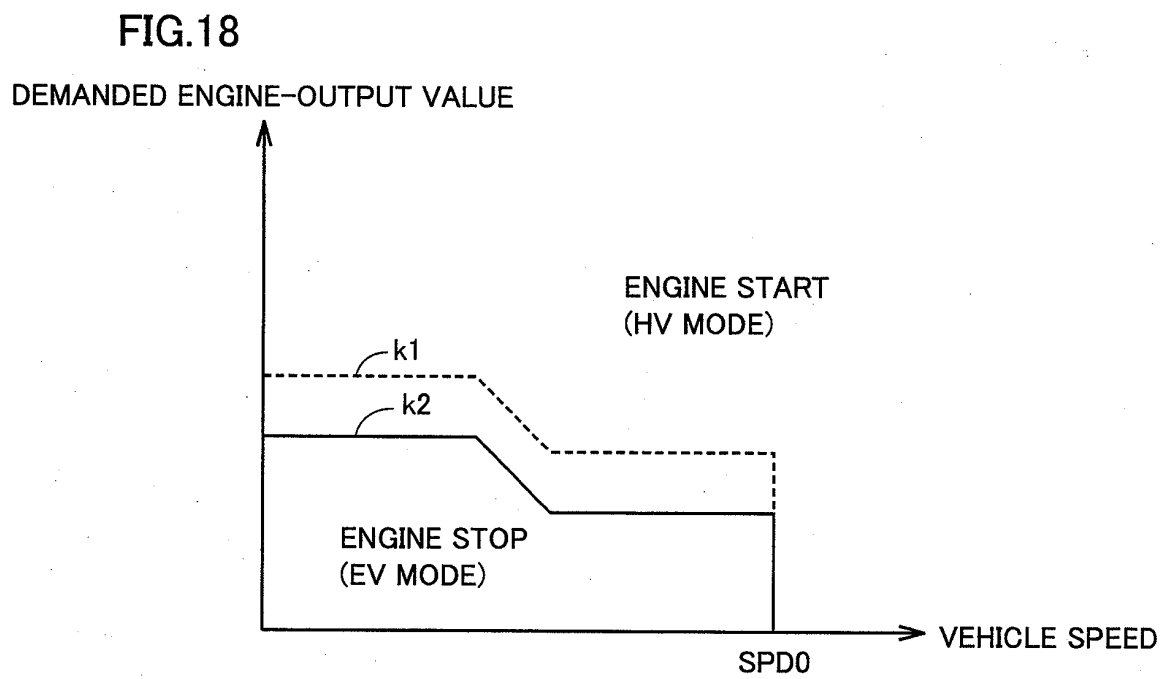 FIG.18
DEMANDED ENGINE-OUTPUT VALUE
ENGINE START
(HV MODE)
k1
k2
ENGINE STOP
(EV MODE)
VEHICLE SPEED
SPD0